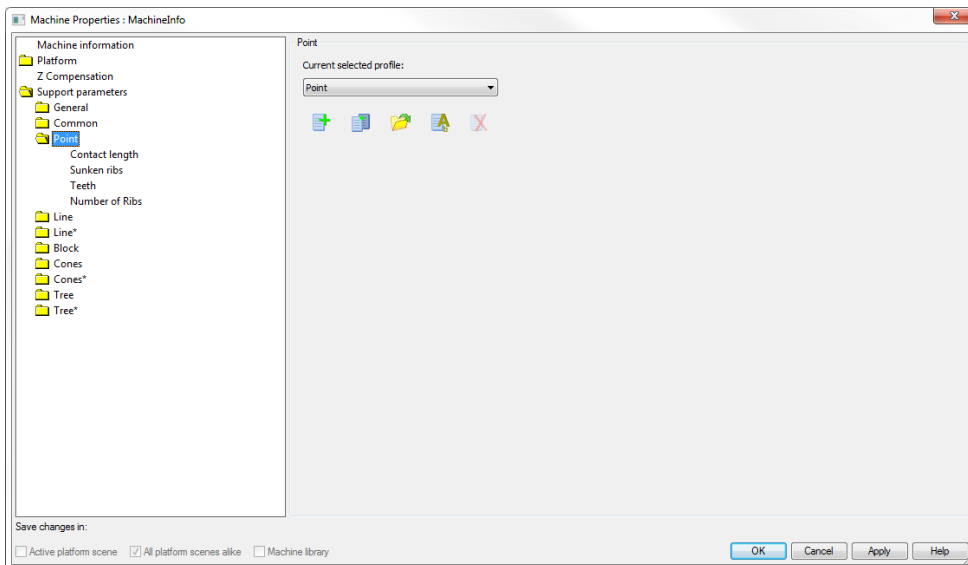 Machine Properties : MachineInfo
Machine information
Platform
Z Compensation
Support parameters
General
Common
Point
Contact length
Sunken ribs
Teeth
Number of Ribs
Line
Line*
Block
Cones
Cones*
Tree
Tree*
Point
Current selected profile:
Point
Save changes in:
Active platform scene All platform scenes alike Machine library
OK Cancel Apply Help